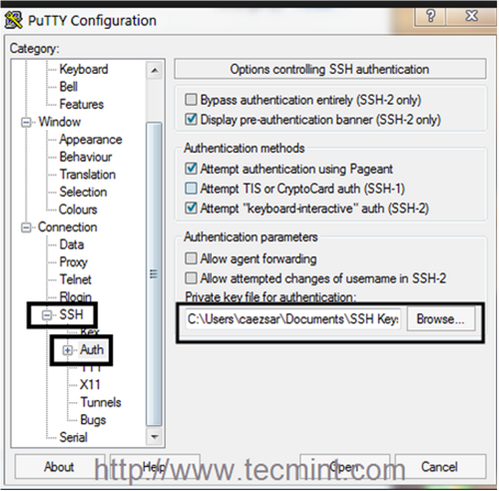 PuTTY Configuration
?
X
Category:
Keyboard
Bell
Features
Window
Appearance
Behaviour
Translation
Selection
Colours
Connection
Data
Proxy
Telnet
Rlogin
SSH
Kex
Auth
TTY
X11
Tunnels
Bugs
Serial
Options controlling SSH authentication
Bypass authentication entirely (SSH-2 only)
Display pre-authentication banner (SSH-2 only)
Authentication methods
Attempt authentication using Pageant
Attempt TIS or CryptoCard auth (SSH-1)
Attempt "keyboard-interactive" auth (SSH-2)
Authentication parameters
Allow agent forwarding
Allow attempted changes of username in SSH-2
Private key file for authentication:
C:\Users\caezsar\Documents\SSH Key
Browse...
About
Help
Open
Cancel
http://www.tecmint.com